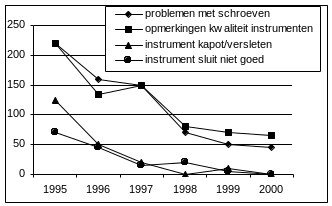 problemen met schroeven
opmerkingen kw aliteit instrumenten
instrument kapot/versleten
instrument sluit niet goed
250
200
150
100
50
0
1995 1996 1997 1998 1999 2000